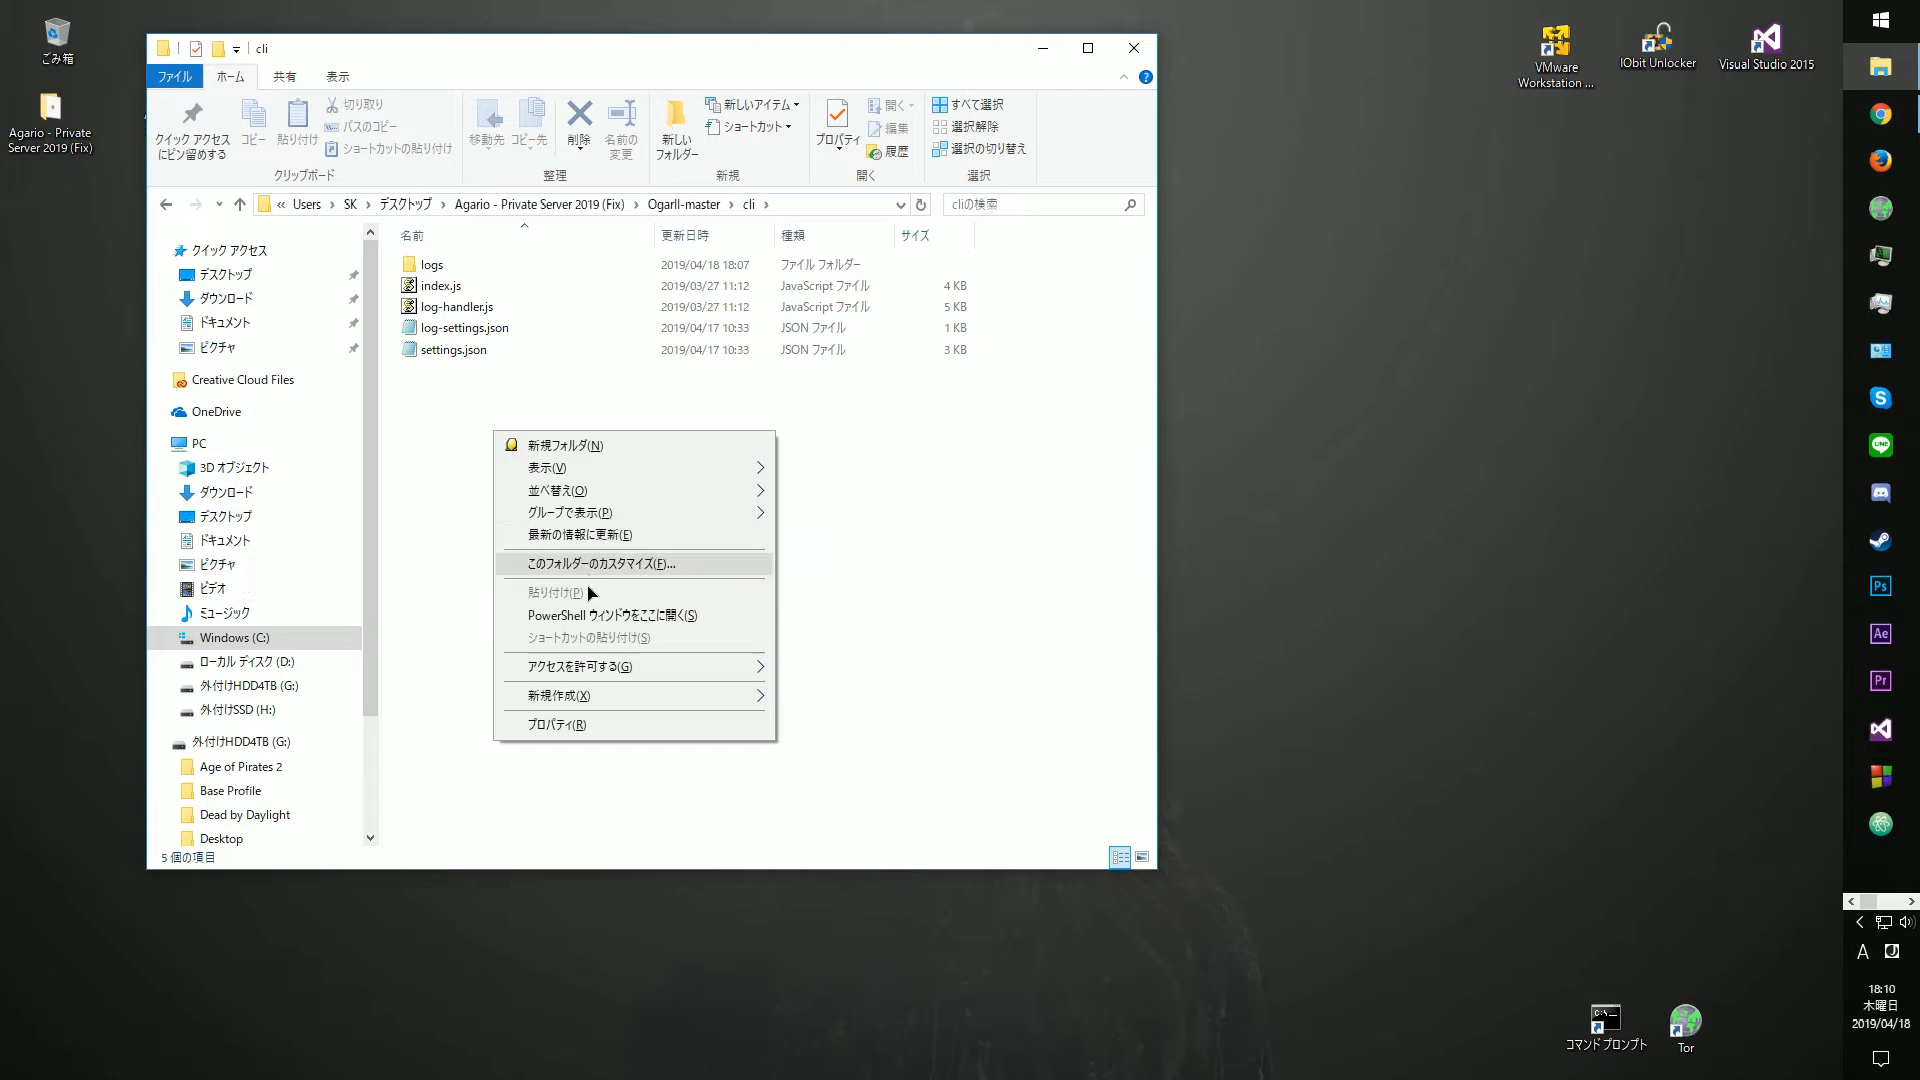 ごみ箱
Agario - Private
Server 2019 (Fix)
cli
ファイル
ホーム
共有
表示
クイック アクセス
にピン留めする
コピー
貼り付け
切り取り
パスのコピー
ショートカットの貼り付け
クリップボード
移動先
コピー先
削除
名前の
変更
整理
新しい
フォルダー
新しいアイテム
ショートカット
新規
プロパティ
開く
編集
履歴
開く
すべて選択
選択解除
選択の切り替え
選択
« Users › SK › デスクトップ › Agario - Private Server 2019 (Fix) › OgarII-master › cli ›
cliの検索
クイック アクセス
デスクトップ
ダウンロード
ドキュメント
ピクチャ
Creative Cloud Files
OneDrive
PC
3D オブジェクト
ダウンロード
デスクトップ
ドキュメント
ピクチャ
ビデオ
ミュージック
Windows (C:)
ローカル ディスク (D:)
外付けHDD4TB (G:)
外付けSSD (H:)
外付けHDD4TB (G:)
Age of Pirates 2
Base Profile
Dead by Daylight
Desktop
名前 更新日時 種類 サイズ
logs 2019/04/18 18:07 ファイル フォルダー
index.js 2019/03/27 11:12 JavaScript ファイル 4 KB
log-handler.js 2019/03/27 11:12 JavaScript ファイル 5 KB
log-settings.json 2019/04/17 10:33 JSON ファイル 1 KB
settings.json 2019/04/17 10:33 JSON ファイル 3 KB
新規フォルダ(N)
表示(V)
並べ替え(O)
グループで表示(P)
最新の情報に更新(E)
このフォルダーのカスタマイズ(F)...
貼り付け(P)
PowerShell ウィンドウをここに開く(S)
ショートカットの貼り付け(S)
アクセスを許可する(G)
新規作成(X)
プロパティ(R)
5 個の項目
VMware
Workstation ...
IObit Unlocker
Visual Studio 2015
コマンド プロンプト
Tor
S
LINE
Ps
Ae
Pr
A
18:10
木曜日
2019/04/18